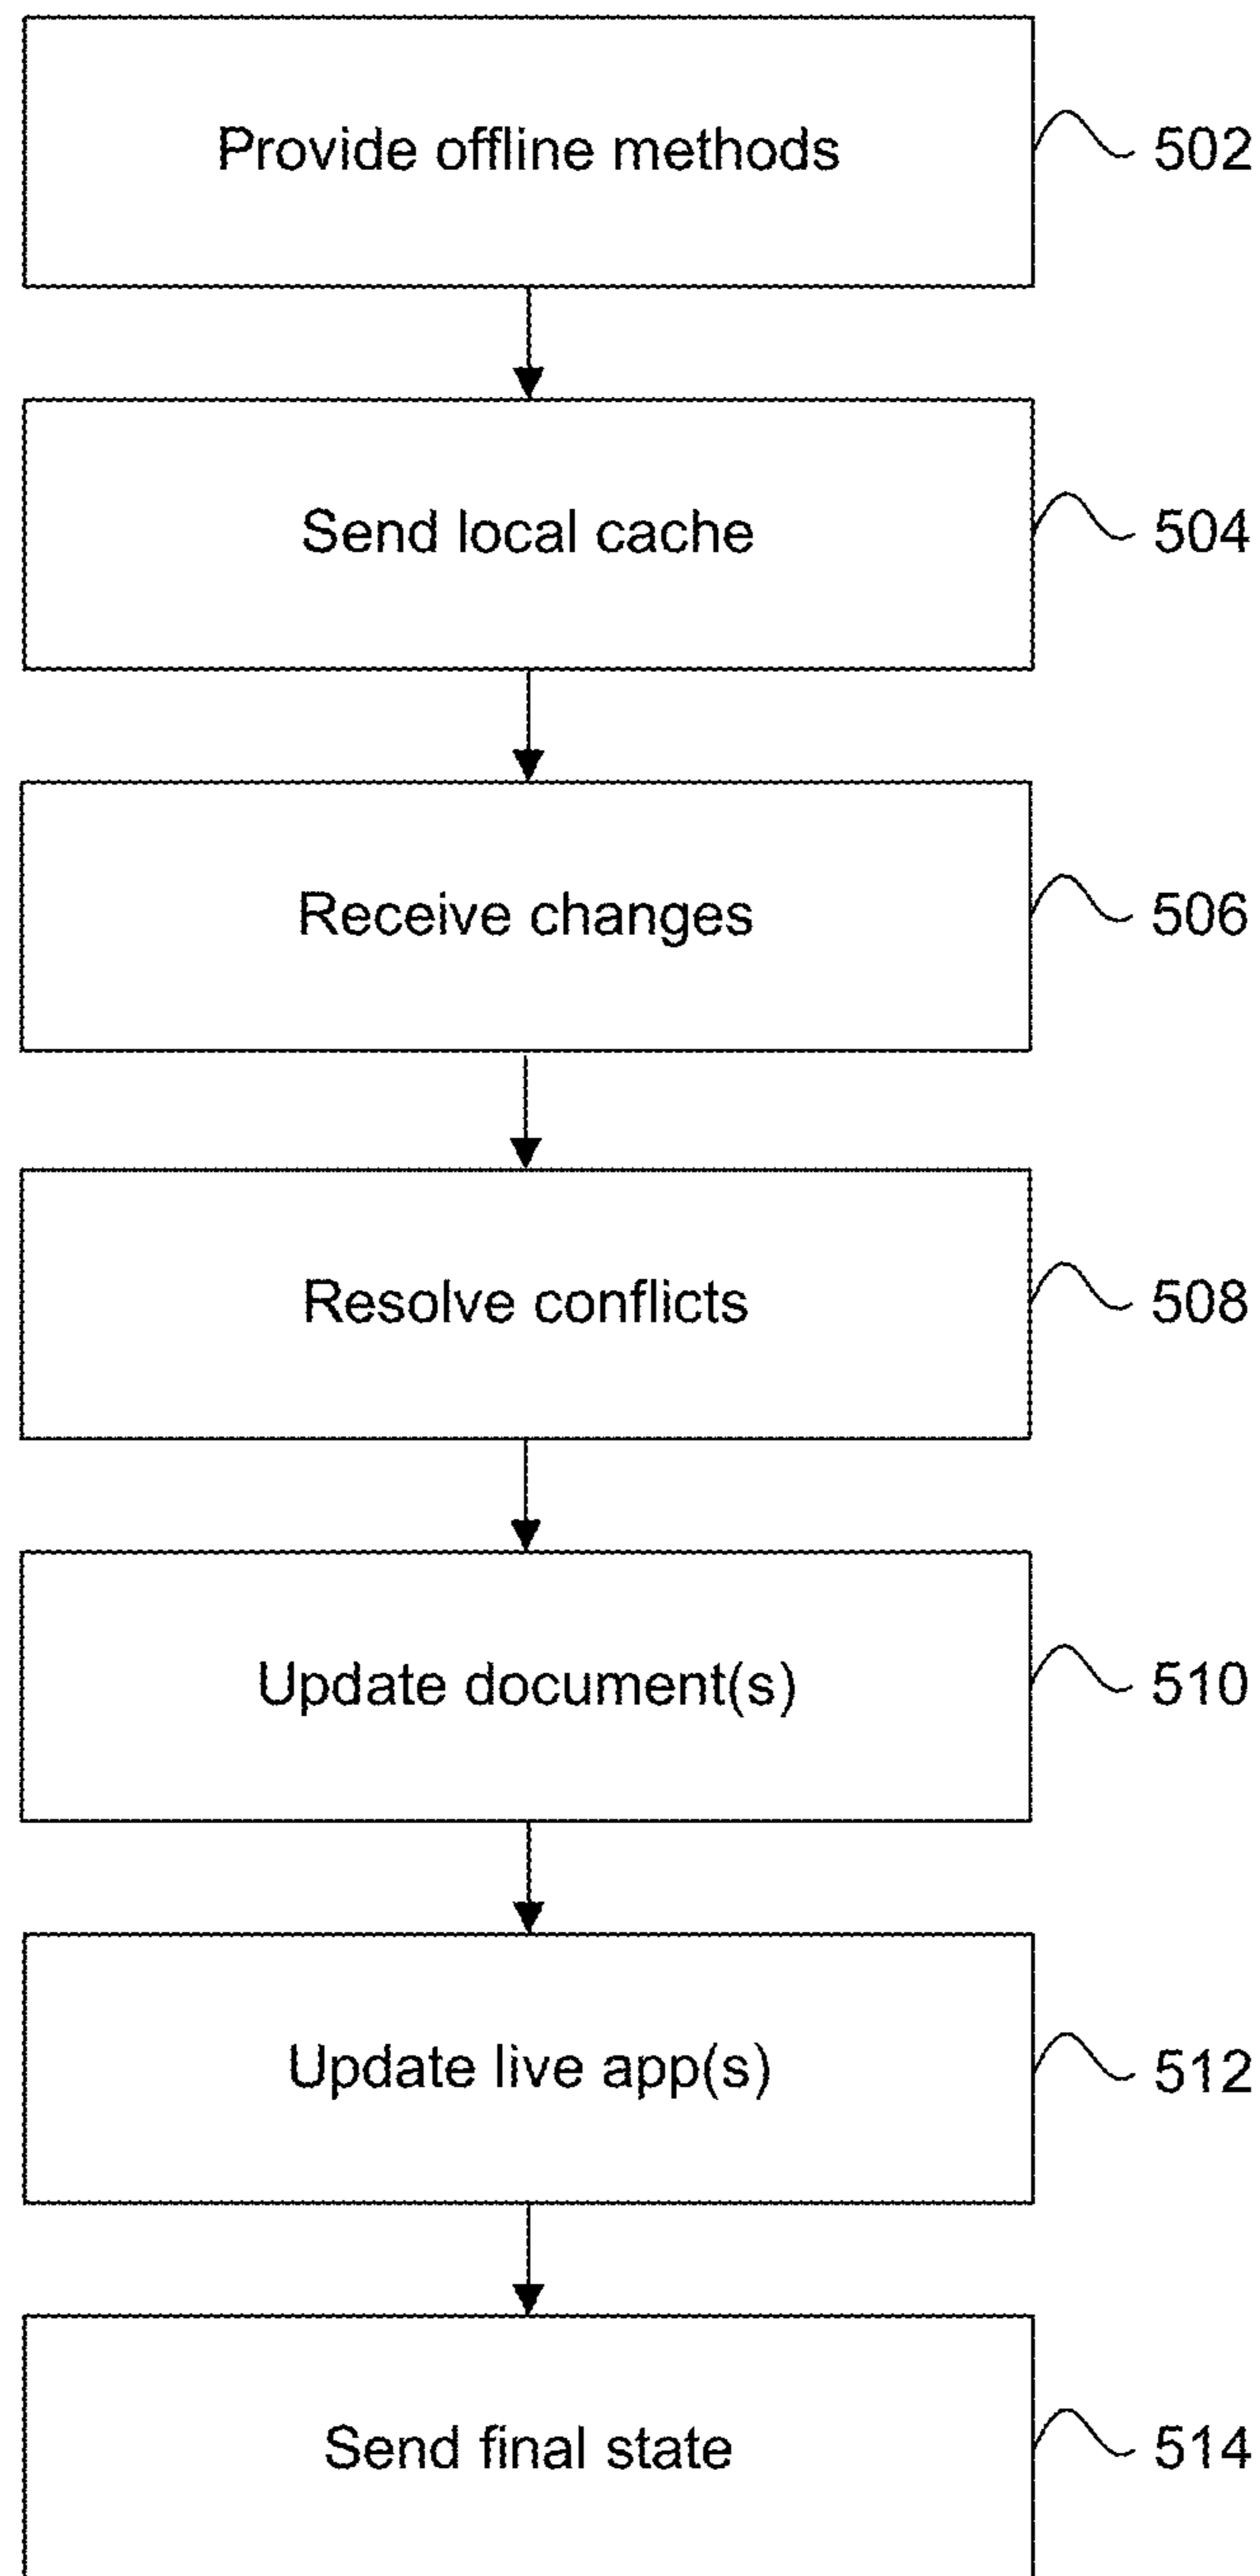 Provide offline methods
502
Send local cache
504
Receive changes
506
Resolve conflicts
508
Update document(s)
510
Update live app(s)
512
Send final state
514